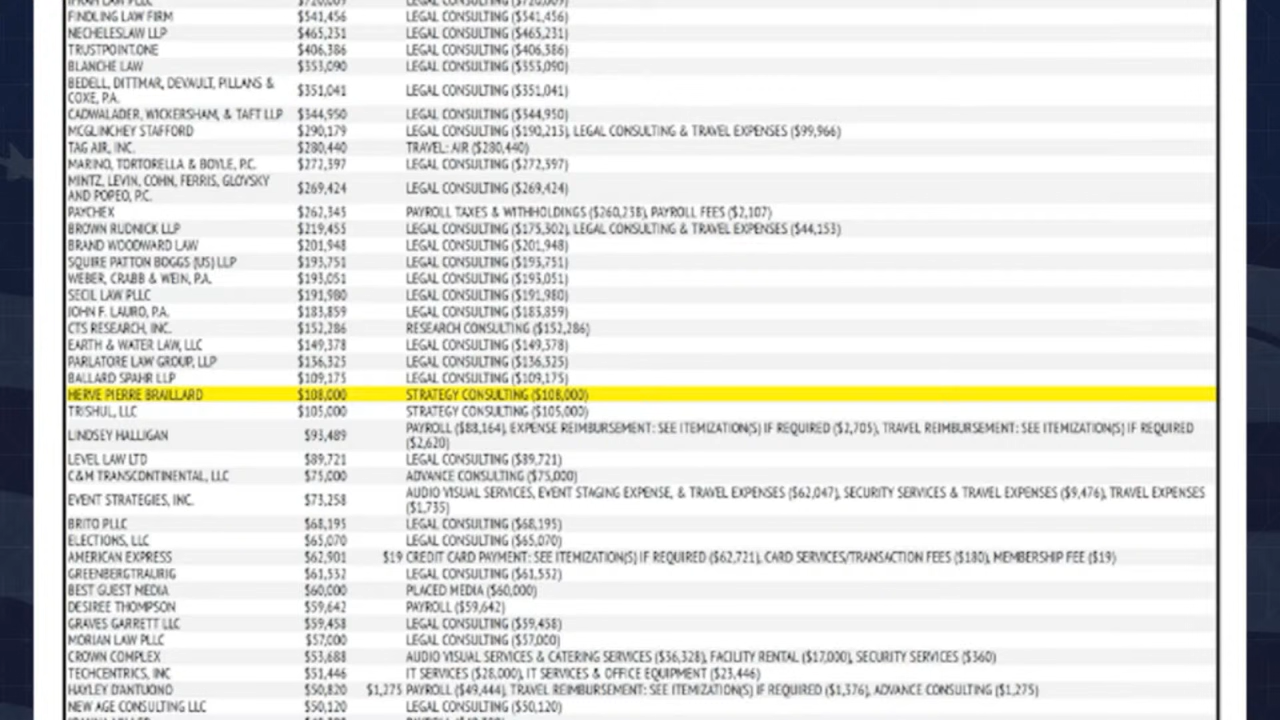 FINDLING LAW FIRM $541,456 LEGAL CONSULTING ($541,456)
NECHELESLAW LLP $465,231 LEGAL CONSULTING ($465,231)
TRUSTPOINT.ONE $406,386 LEGAL CONSULTING ($406,386)
BLANCHE LAW $353,090 LEGAL CONSULTING ($353,090)
BEDELL, DITTMAR, DEVAULT, PILLANS &
COXE, P.A. $351,041 LEGAL CONSULTING ($351,041)
CADWALADER, WICKERSHAM, & TAFT LLP $344,950 LEGAL CONSULTING ($344,950)
MCGLINCHEY STAFFORD $290,179 LEGAL CONSULTING ($190,213), LEGAL CONSULTING & TRAVEL EXPENSES ($99,966)
TAG AIR, INC. $280,440 TRAVEL: AIR ($280,440)
MARINO, TORTORELLA & BOYLE, P.C. $272,397 LEGAL CONSULTING ($272,397)
MINTZ, LEVIN, COHN, FERRIS, GLOVSKY
AND POPEO, P.C. $269,424 LEGAL CONSULTING ($269,424)
PAYCHEX $262,345 PAYROLL TAXES & WITHHOLDINGS ($260,238), PAYROLL FEES ($2,107)
BROWN RUDNICK LLP $219,455 LEGAL CONSULTING ($175,302), LEGAL CONSULTING & TRAVEL EXPENSES ($44,153)
BRAND WOODWARD LAW $201,948 LEGAL CONSULTING ($201,948)
SQUIRE PATTON BOGGS (US) LLP $193,751 LEGAL CONSULTING ($193,751)
WEBER, CRABB & WEIN, P.A. $193,051 LEGAL CONSULTING ($193,051)
SECIL LAW PLLC $191,980 LEGAL CONSULTING ($191,980)
JOHN F. LAURO, P.A. $183,859 LEGAL CONSULTING ($183,859)
CTS RESEARCH, INC. $152,286 RESEARCH CONSULTING ($152,286)
EARTH & WATER LAW, LLC $149,378 LEGAL CONSULTING ($149,378)
PARLATORE LAW GROUP, LLP $136,325 LEGAL CONSULTING ($136,325)
BALLARD SPAHR LLP $109,175 LEGAL CONSULTING ($109,175)
HERVE PIERRE BRAILLARD $108,000 STRATEGY CONSULTING ($108,000)
TRISHUL, LLC $105,000 STRATEGY CONSULTING ($105,000)
LINDSEY HALLIGAN $93,489 PAYROLL ($88,164), EXPENSE REIMBURSEMENT: SEE ITEMIZATION(S) IF REQUIRED ($2,705), TRAVEL REIMBURSEMENT: SEE ITEMIZATION(S) IF REQUIRED
($2,620)
LEVEL LAW LTD $89,721 LEGAL CONSULTING ($89,721)
C&M TRANSCONTINENTAL, LLC $75,000 ADVANCE CONSULTING ($75,000)
EVENT STRATEGIES, INC. $73,258 AUDIO VISUAL SERVICES, EVENT STAGING EXPENSE, & TRAVEL EXPENSES ($62,047), SECURITY SERVICES & TRAVEL EXPENSES ($9,476), TRAVEL EXPENSES
($1,735)
BRITO PLLC $68,195 LEGAL CONSULTING ($68,195)
ELECTIONS, LLC $65,070 LEGAL CONSULTING ($65,070)
AMERICAN EXPRESS $62,901 $19 CREDIT CARD PAYMENT: SEE ITEMIZATION(S) IF REQUIRED ($62,721), CARD SERVICES/TRANSACTION FEES ($180), MEMBERSHIP FEE ($19)
GREENBERGTRAURIG $61,532 LEGAL CONSULTING ($61,532)
BEST GUEST MEDIA $60,000 PLACED MEDIA ($60,000)
DESIREE THOMPSON $59,642 PAYROLL ($59,642)
GRAVES GARRETT LLC $59,458 LEGAL CONSULTING ($59,458)
MORIAN LAW PLLC $57,000 LEGAL CONSULTING ($57,000)
CROWN COMPLEX $53,688 AUDIO VISUAL SERVICES & CATERING SERVICES ($36,328), FACILITY RENTAL ($17,000), SECURITY SERVICES ($360)
TECHCENTRICS, INC $51,446 IT SERVICES ($28,000), IT SERVICES & OFFICE EQUIPMENT ($23,446)
HAYLEY D'ANTUONO $50,820 $1,275 PAYROLL ($49,444), TRAVEL REIMBURSEMENT: SEE ITEMIZATION(S) IF REQUIRED ($1,376), ADVANCE CONSULTING ($1,275)
NEW AGE CONSULTING LLC $50,120 LEGAL CONSULTING ($50,120)